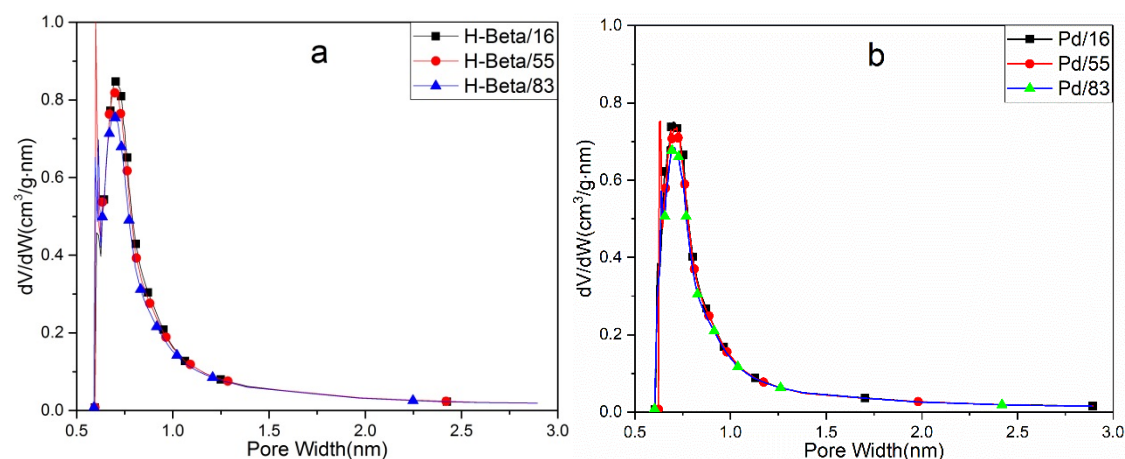 a
H-Beta/16
H-Beta/55
H-Beta/83
1.0
0.8
0.6
0.4
0.2
0.0
dV/dW(cm³/g·nm)
0.5 1.0 1.5 2.0 2.5 3.0
Pore Width(nm)
b
Pd/16
Pd/55
Pd/83
1.0
0.8
0.6
0.4
0.2
0.0
dV/dW(cm³/g·nm)
0.5 1.0 1.5 2.0 2.5 3.0
Pore Width(nm)